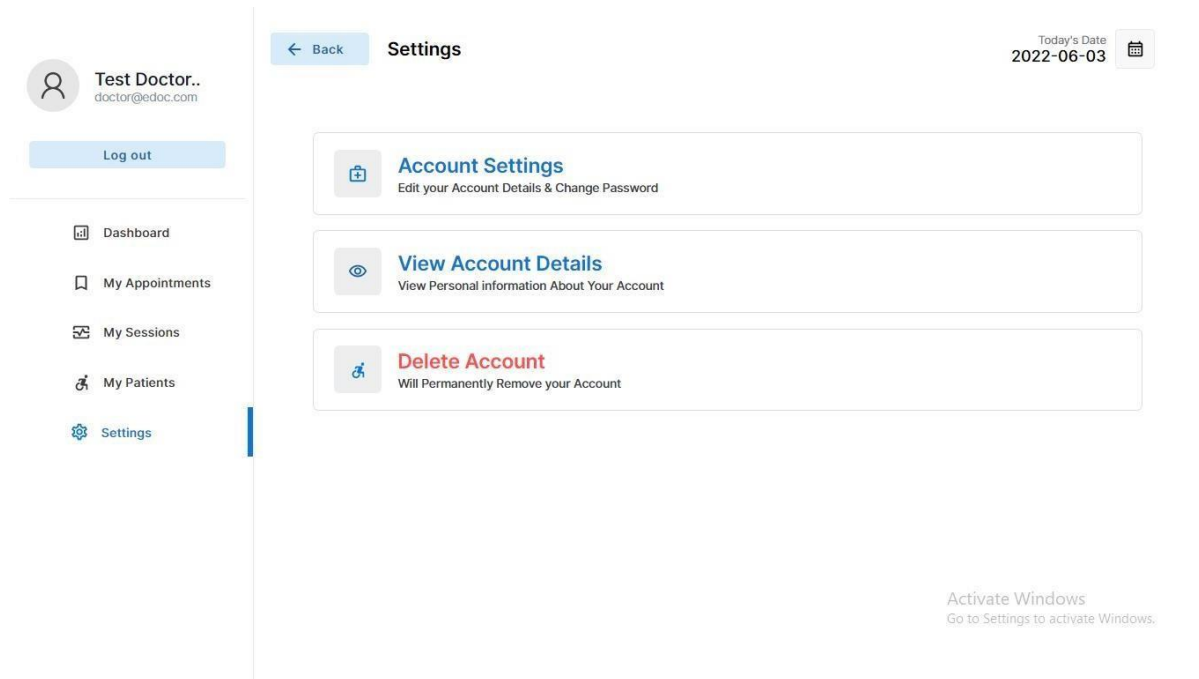 Test Doctor..
doctor@edoc.com
Log out
Dashboard
My Appointments
My Sessions
My Patients
Settings
Back
Settings
Today's Date
2022-06-03
Account Settings
Edit your Account Details & Change Password
View Account Details
View Personal information About Your Account
Delete Account
Will Permanently Remove your Account
Activate Windows
Go to Settings to activate Windows.